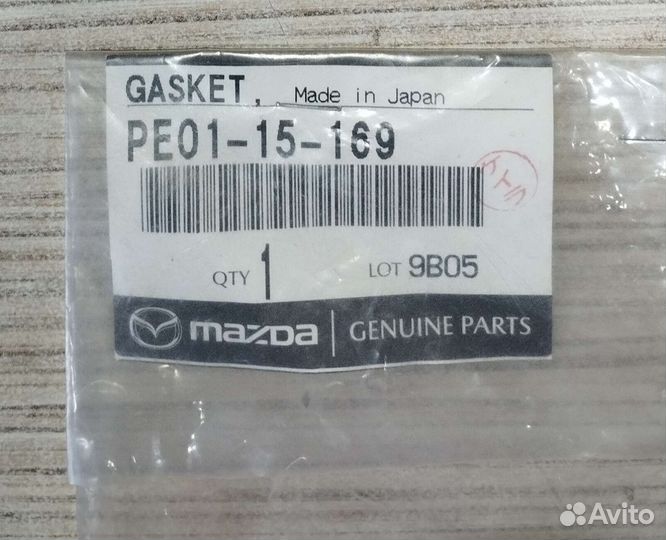 GASKET, Made in Japan
PE01-15-169
QTY 1 LOT 9B05
mazda GENUINE PARTS
Avito